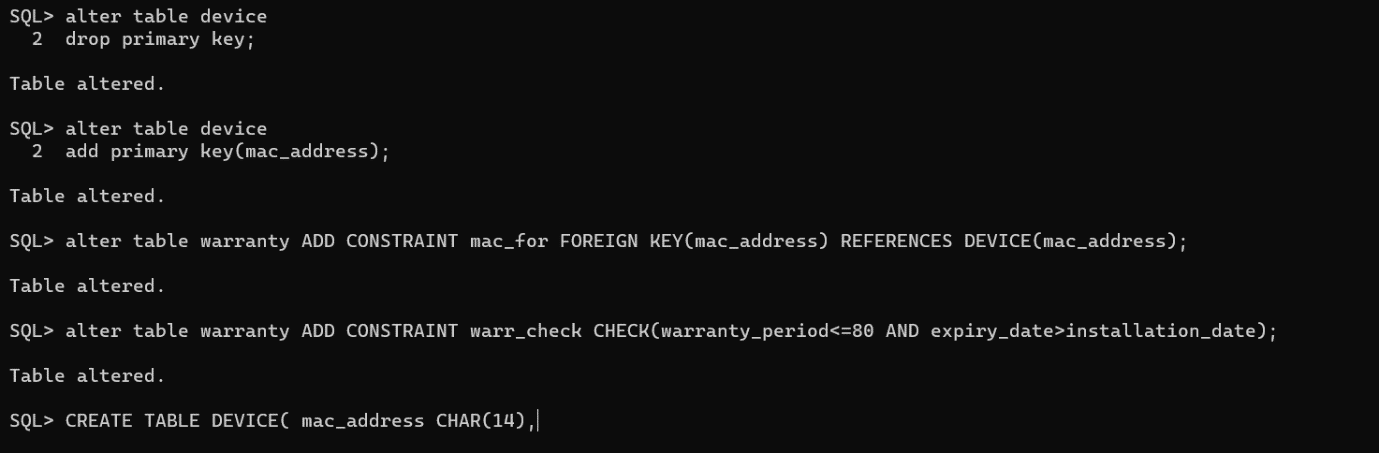 SQL> alter table device
  2  drop primary key;
Table altered.
SQL> alter table device
  2  add primary key(mac_address);
Table altered.
SQL> alter table warranty ADD CONSTRAINT mac_for FOREIGN KEY(mac_address) REFERENCES DEVICE(mac_address);
Table altered.
SQL> alter table warranty ADD CONSTRAINT warr_check CHECK(warranty_period<=80 AND expiry_date>installation_date);
Table altered.
SQL> CREATE TABLE DEVICE( mac_address CHAR(14),